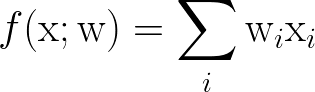 f(x; w) = ∑_i w_i x_i